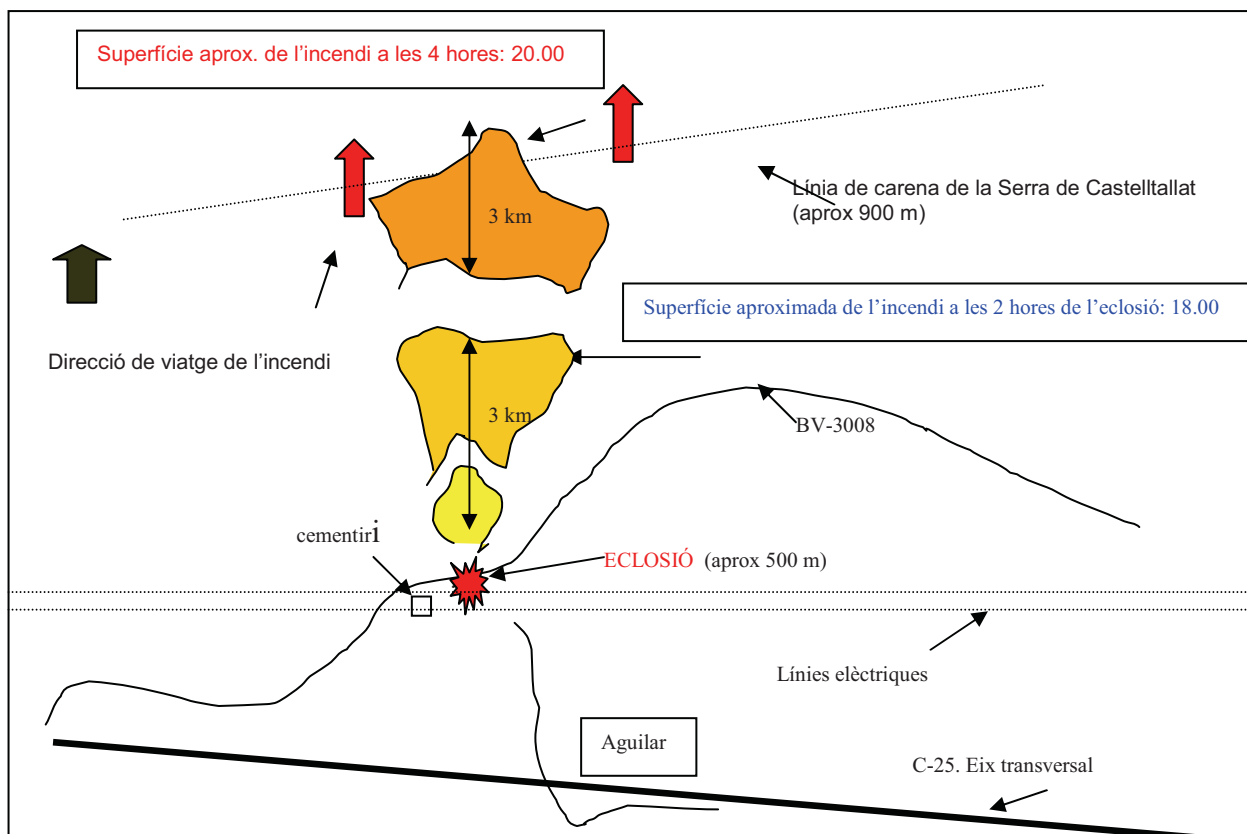 Superfície aprox. de l’incendi a les 4 hores: 20.00
Línia de carena de la Serra de Castelltallat
(aprox 900 m)
3 km
Superfície aproximada de l’incendi a les 2 hores de l’eclosió: 18.00
Direcció de viatge de l’incendi
3 km
BV-3008
cementiri
ECLOSIÓ (aprox 500 m)
Línies elèctriques
Aguilar
C-25. Eix transversal